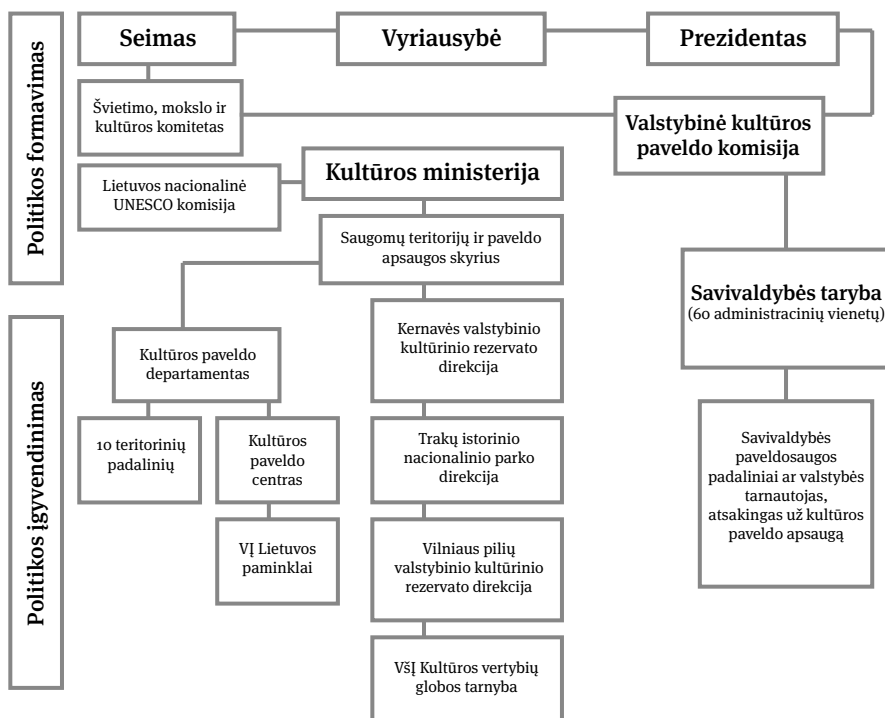 Politikos formavimas
Seimas
Vyriausybė
Prezidentas
Švietimo, mokslo ir
kultūros komitetas
Valstybinė kultūros
paveldo komisija
Lietuvos nacionalinė
UNESCO komisija
Kultūros ministerija
Saugomų teritorijų ir paveldo
apsaugos skyrius
Savivaldybės taryba
(60 administracinių vienetų)
Politikos įgyvendinimas
Kultūros paveldo
departamentas
Kernavės valstybinio
kultūrinio rezervato
direkcija
10 teritorinių
padalinių
Kultūros
paveldo
centras
Trakų istorinio
nacionalinio parko
direkcija
Savivaldybės
paveldosaugos
padaliniai ar valstybės
tarnautojas,
atsakingas už kultūros
paveldo apsaugą
VĮ Lietuvos
paminklai
Vilniaus pilių
valstybinio kultūrinio
rezervato direkcija
VšĮ Kultūros vertybių
globos tarnyba